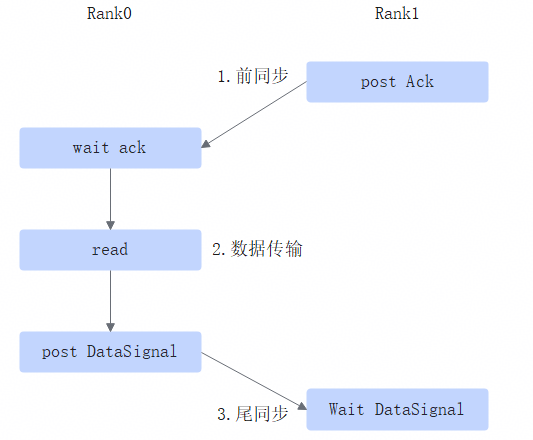 Rank0
Rank1
1.前同步
post Ack
wait ack
read
2.数据传输
post DataSignal
3.尾同步
Wait DataSignal